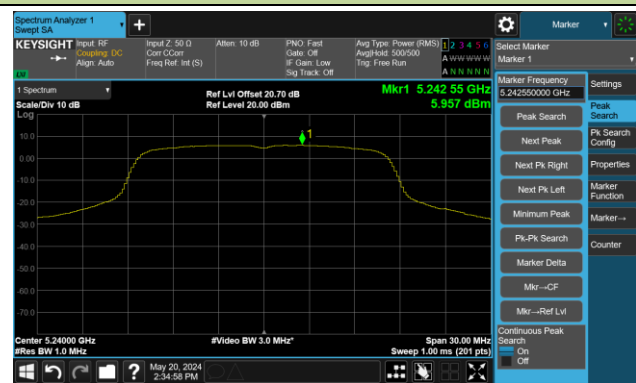 Spectrum Analyzer 1
Swept SA
Marker
KEYSIGHT
Input: RF
Coupling: DC
Align: Auto
Input Z: 50 Ω
Corr CCorr
Freq Ref: Int (S)
Atten: 10 dB
PNO: Fast
Gate: Off
IF Gain: Low
Sig Track: Off
Avg Type: Power (RMS)
Avg|Hold: 500/500
Trig: Free Run
1 2 3 4 5 6
A W W W W W
A N N N N N
LXI
Select Marker
Marker 1
1 Spectrum
Scale/Div 10 dB
Log
Ref Lvl Offset 20.70 dB
Ref Level 20.00 dBm
Mkr1 5.242 55 GHz
5.957 dBm
1
10.0
0.00
-10.0
-20.0
-30.0
-40.0
-50.0
-60.0
-70.0
Center 5.24000 GHz
#Res BW 1.0 MHz
#Video BW 3.0 MHz*
Span 30.00 MHz
Sweep 1.00 ms (201 pts)
Marker Frequency
5.242550000 GHz
Peak Search
Next Peak
Next Pk Right
Next Pk Left
Minimum Peak
Pk-Pk Search
Marker Delta
Mkr→CF
Mkr→Ref Lvl
Continuous Peak
Search
On
Off
Settings
Peak
Search
Pk Search
Config
Properties
Marker
Function
Marker→
Counter
May 20, 2024
2:34:58 PM